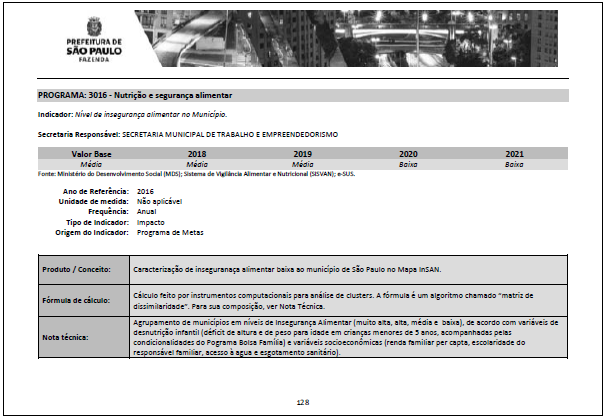 PREFEITURA DE
SÃO PAULO
FAZENDA
PROGRAMA: 3016 - Nutrição e segurança alimentar
Indicador: Nível de insegurança alimentar no Município.
Secretaria Responsável: SECRETARIA MUNICIPAL DE TRABALHO E EMPREENDEDORISMO
Valor Base 2018 2019 2020 2021
Média Média Média Baixa Baixa
Fonte: Ministério do Desenvolvimento Social (MDS); Sistema de Vigilância Alimentar e Nutricional (SISVAN); e-SUS.
Ano de Referência: 2016
Unidade de medida: Não aplicável
Frequência: Anual
Tipo de Indicador: Impacto
Origem do Indicador: Programa de Metas
Produto / Conceito: Caracterização de inseguranaça alimentar baixa ao município de São Paulo no Mapa InSAN.
Fórmula de cálculo: Cálculo feito por instrumentos computacionais para análise de clusters. A fórmula é um algoritmo chamado "matriz de
dissimilaridade". Para sua composição, ver Nota Técnica.
Nota técnica: Agrupamento de municípios em níveis de Insegurança Alimentar (muito alta, alta, média e baixa), de acordo com variáveis de
desnutrição infantil (déficit de altura e de peso para idade em crianças menores de 5 anos, acompanhadas pelas
condicionalidades do Pograma Bolsa Família) e variáveis socioeconômicas (renda familiar per capta, escolaridade do
responsável familiar, acesso à agua e esgotamento sanitário).
128